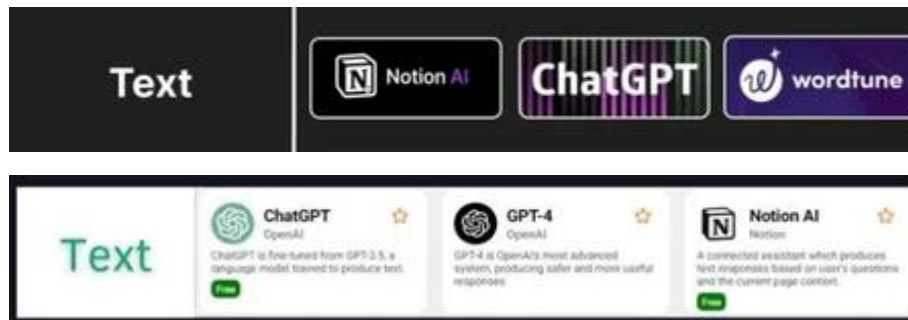 Text
Notion AI
ChatGPT
wordtune
Text
ChatGPT
OpenAI
ChatGPT is fine-tuned from GPT-3.5, a
language model trained to produce text.
Free
GPT-4
OpenAI
GPT-4 is OpenAI's most advanced
system, producing safer and more useful
responses
Notion AI
Notion
A connected assistant which produces
text responses based on user's questions
and the current page content.
Free